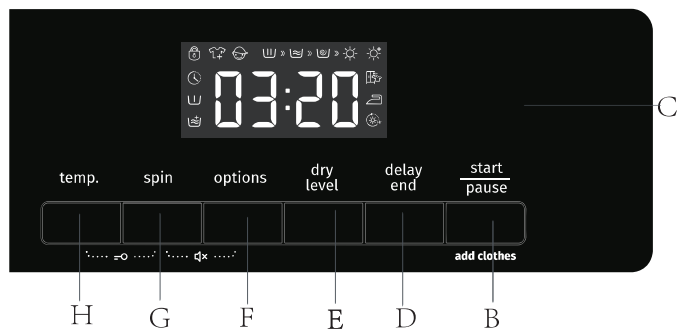 03:20
C
temp. spin options dry level delay end start pause
add clothes
H G F E D B